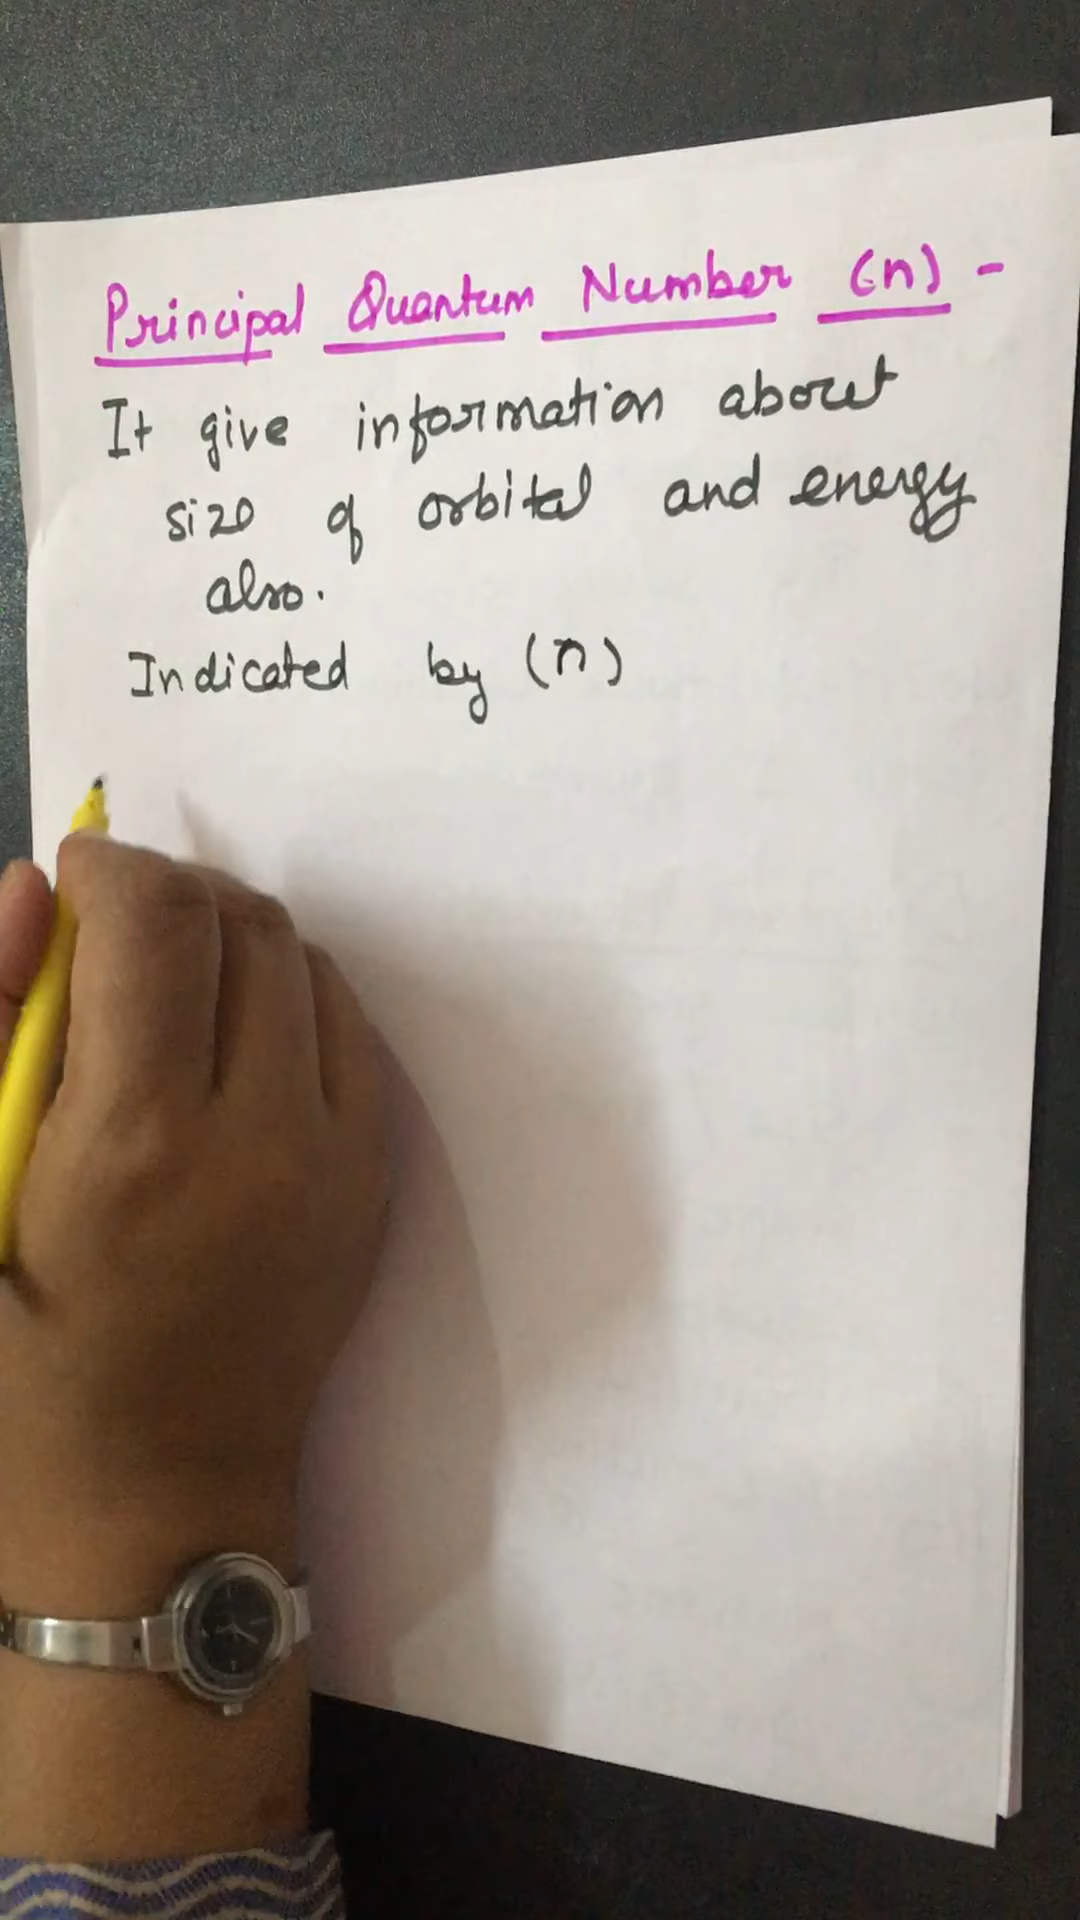 Principal Quantum Number (n) -
It give information about
size of orbital and energy
also.
Indicated by (n)